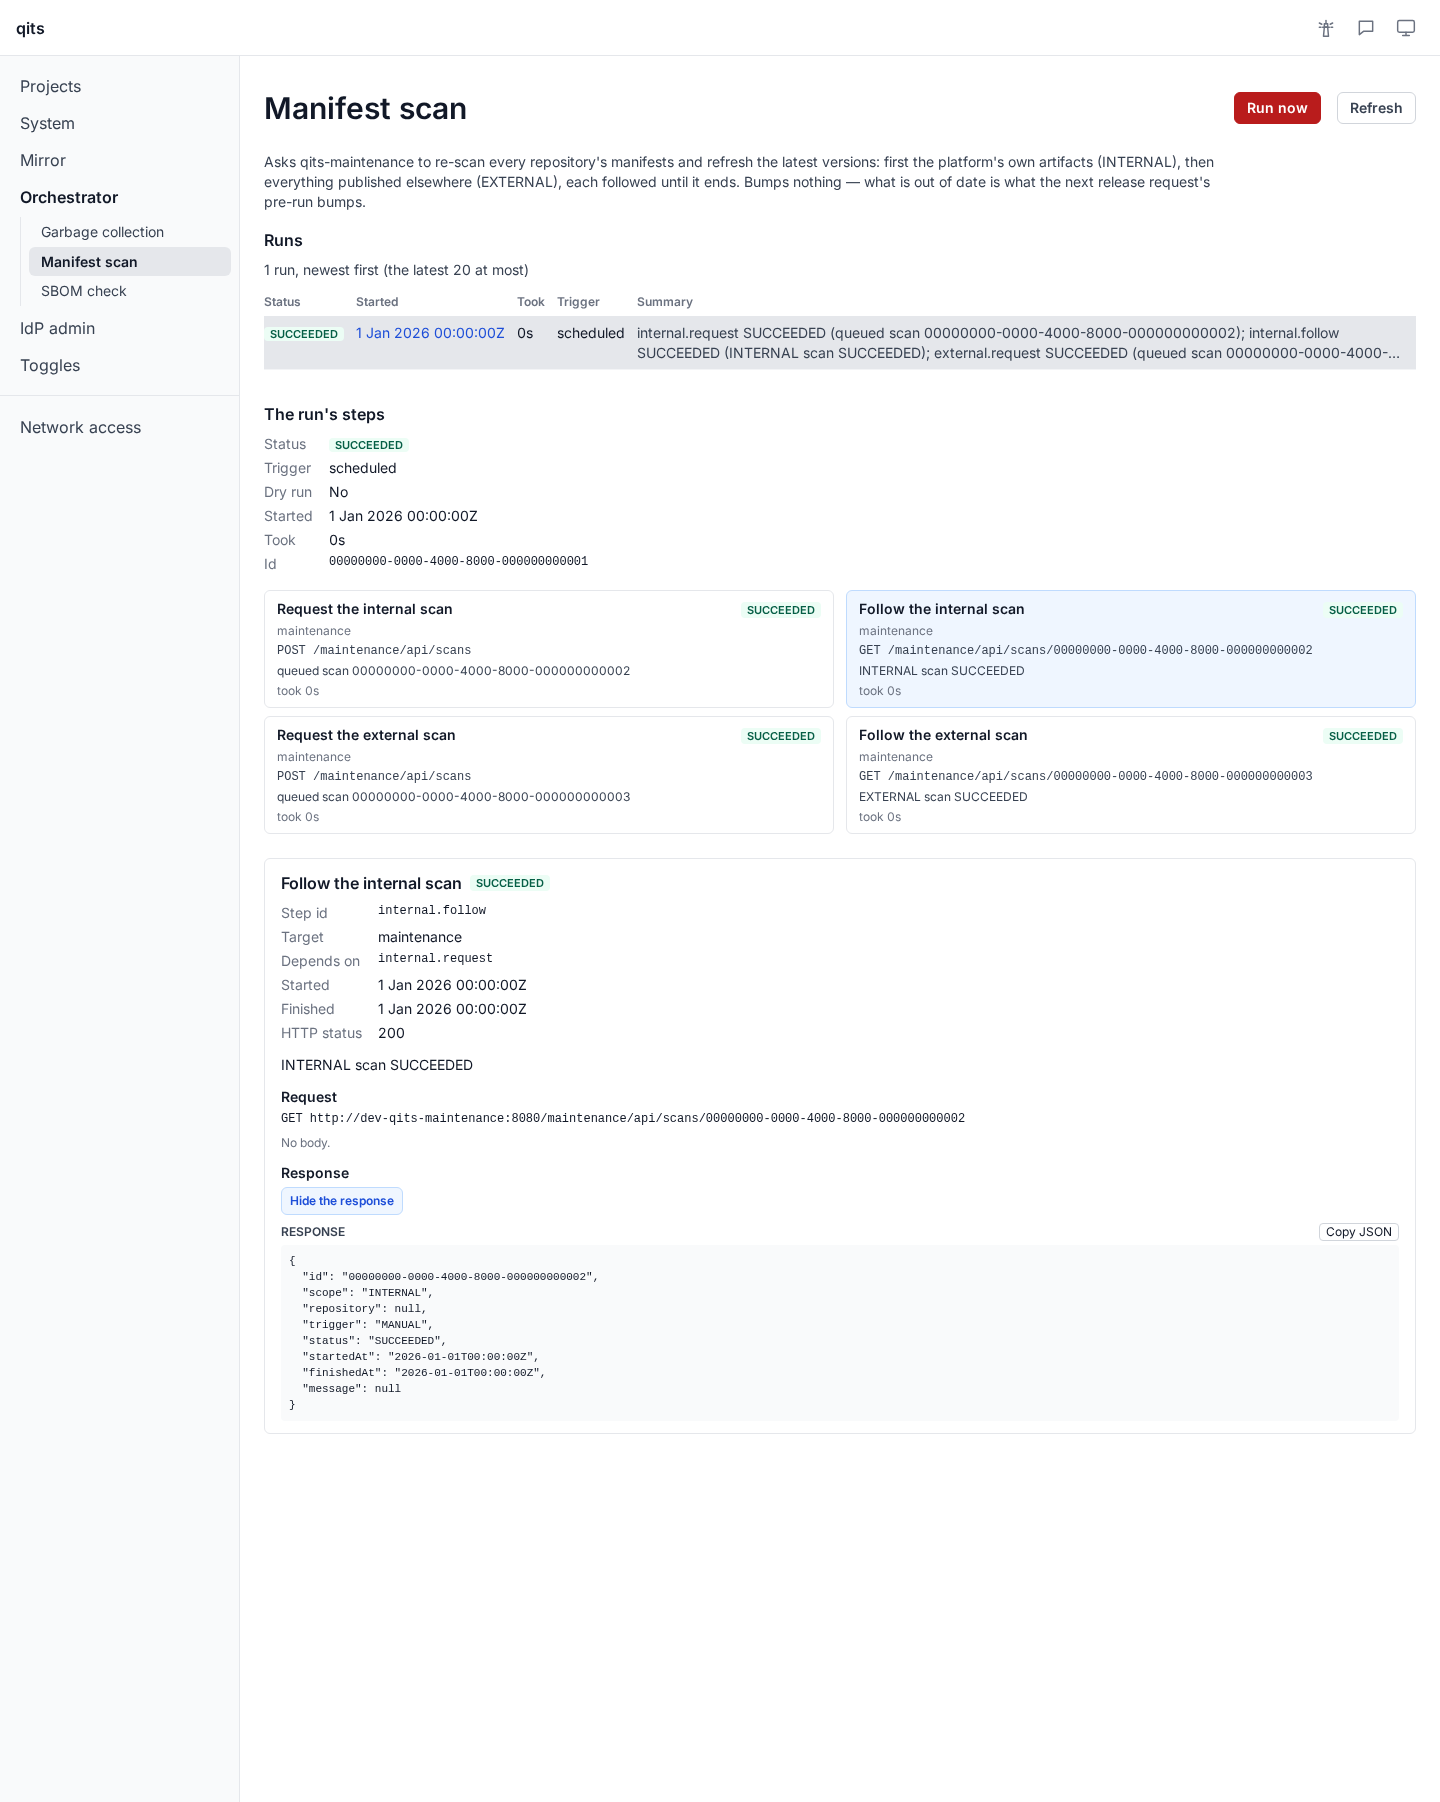 qits
Projects
System
Mirror
Orchestrator
Garbage collection
Manifest scan
SBOM check
IdP admin
Toggles
Network access
Manifest scan
Run now
Refresh
Asks qits-maintenance to re-scan every repository's manifests and refresh the latest versions: first the platform's own artifacts (INTERNAL), then
everything published elsewhere (EXTERNAL), each followed until it ends. Bumps nothing — what is out of date is what the next release request's
pre-run bumps.
Runs
1 run, newest first (the latest 20 at most)
Status Started Took Trigger Summary
SUCCEEDED 1 Jan 2026 00:00:00Z 0s scheduled internal.request SUCCEEDED (queued scan 00000000-0000-4000-8000-000000000002); internal.follow
SUCCEEDED (INTERNAL scan SUCCEEDED); external.request SUCCEEDED (queued scan 00000000-0000-4000-...
The run's steps
Status SUCCEEDED
Trigger scheduled
Dry run No
Started 1 Jan 2026 00:00:00Z
Took 0s
Id 00000000-0000-4000-8000-000000000001
Request the internal scan SUCCEEDED
maintenance
POST /maintenance/api/scans
queued scan 00000000-0000-4000-8000-000000000002
took 0s
Follow the internal scan SUCCEEDED
maintenance
GET /maintenance/api/scans/00000000-0000-4000-8000-000000000002
INTERNAL scan SUCCEEDED
took 0s
Request the external scan SUCCEEDED
maintenance
POST /maintenance/api/scans
queued scan 00000000-0000-4000-8000-000000000003
took 0s
Follow the external scan SUCCEEDED
maintenance
GET /maintenance/api/scans/00000000-0000-4000-8000-000000000003
EXTERNAL scan SUCCEEDED
took 0s
Follow the internal scan SUCCEEDED
Step id internal.follow
Target maintenance
Depends on internal.request
Started 1 Jan 2026 00:00:00Z
Finished 1 Jan 2026 00:00:00Z
HTTP status 200
INTERNAL scan SUCCEEDED
Request
GET http://dev-qits-maintenance:8080/maintenance/api/scans/00000000-0000-4000-8000-000000000002
No body.
Response
Hide the response
RESPONSE
Copy JSON
{
  "id": "00000000-0000-4000-8000-000000000002",
  "scope": "INTERNAL",
  "repository": null,
  "trigger": "MANUAL",
  "status": "SUCCEEDED",
  "startedAt": "2026-01-01T00:00:00Z",
  "finishedAt": "2026-01-01T00:00:00Z",
  "message": null
}